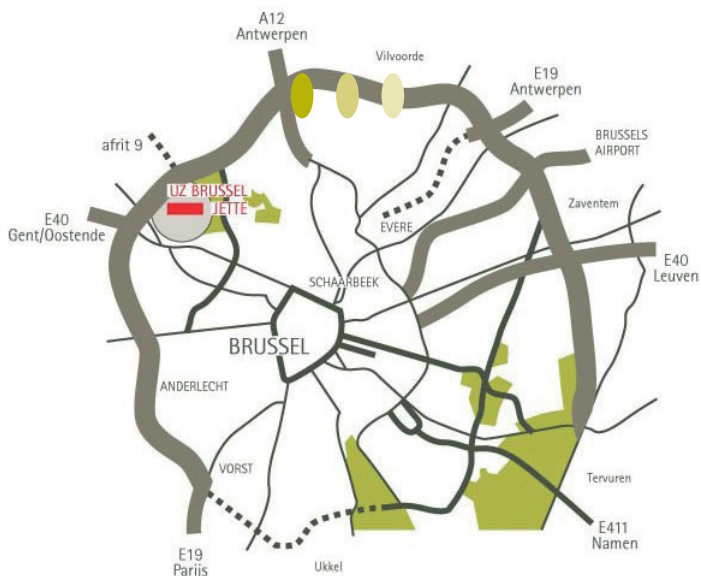 A12
Antwerpen
Vilvoorde
E19
Antwerpen
BRUSSELS
AIRPORT
afrit 9
UZ BRUSSEL
JETTE
Zaventem
E40
Gent/Oostende
EVERE
E40
Leuven
SCHAARBEEK
BRUSSEL
ANDERLECHT
VORST
Tervuren
E411
Namen
E19
Parijs
Ukkel